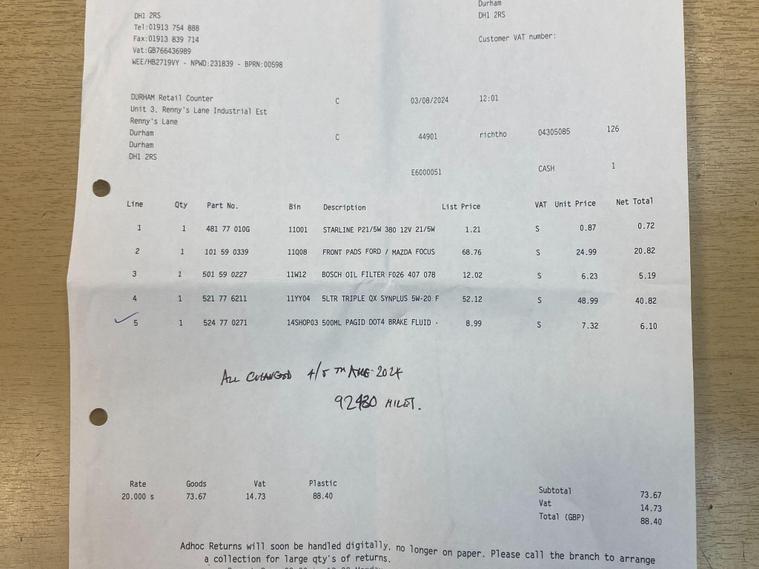 Durham
DH1 2RS DH1 2RS
Tel:01913 754 888
Fax:01913 839 714 Customer VAT number:
Vat:GB766436989
WEE/HB2719VY - NPWD:231839 - BPRN:00598
DURHAM Retail Counter C 03/08/2024 12:01
Unit 3, Renny's Lane Industrial Est
Renny's Lane
Durham C 44901 richtho 04305085 126
Durham
DH1 2RS E6000051 CASH 1
Line Qty Part No. Bin Description List Price VAT Unit Price Net Total
1 1 481 77 010G 11O01 STARLINE P21/5W 380 12V 21/5W 1.21 S 0.87 0.72
2 1 101 59 0339 11Q08 FRONT PADS FORD / MAZDA FOCUS 68.76 S 24.99 20.82
3 1 501 59 0227 11W12 BOSCH OIL FILTER F026 407 078 12.02 S 6.23 5.19
4 1 521 77 6211 11YY04 5LTR TRIPLE QX SYNPLUS 5W-20 F 52.12 S 48.99 40.82
5 1 524 77 0271 14SHOP03 500ML PAGID DOT4 BRAKE FLUID - 8.99 S 7.32 6.10
ALL CHANGED 4/5 TH AUG 2024
92430 MILES.
Rate Goods Vat Plastic
20.000 s 73.67 14.73 88.40
Subtotal 73.67
Vat 14.73
Total (GBP) 88.40
Adhoc Returns will soon be handled digitally, no longer on paper. Please call the branch to arrange
a collection for large qty's of returns.